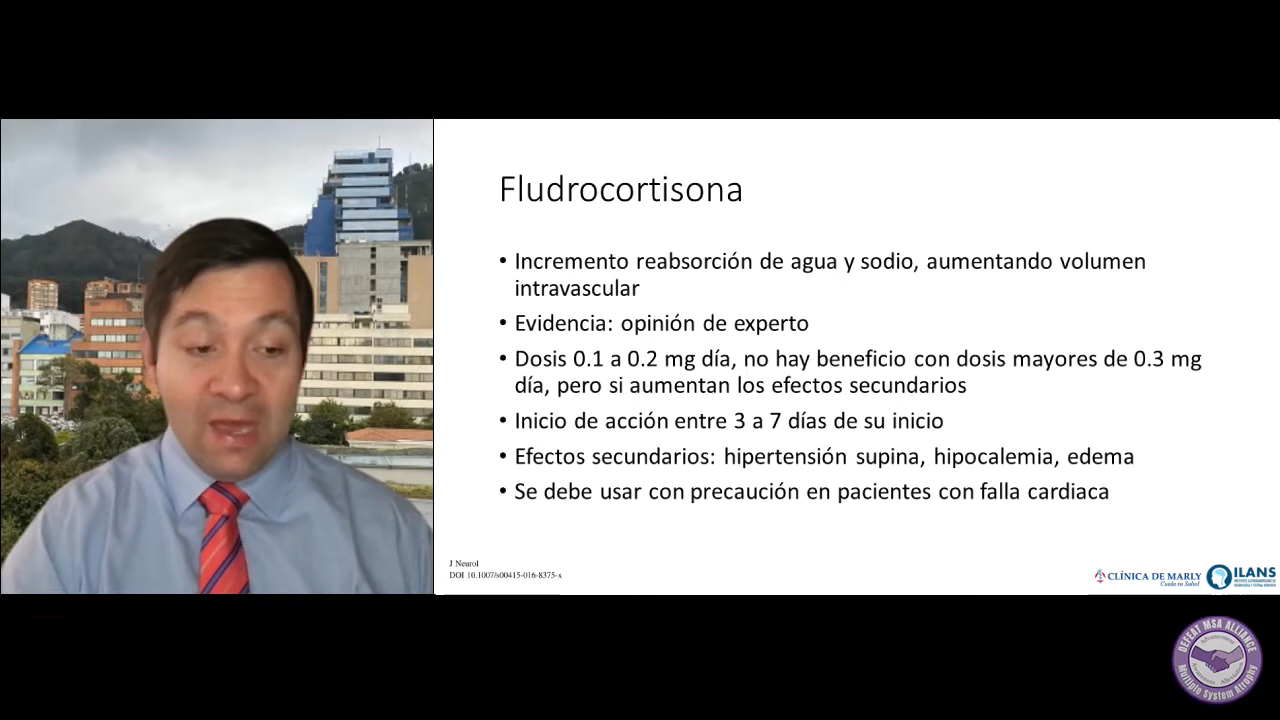 Fludrocortisona
• Incremento reabsorción de agua y sodio, aumentando volumen
intravascular
• Evidencia: opinión de experto
• Dosis 0.1 a 0.2 mg día, no hay beneficio con dosis mayores de 0.3 mg
día, pero si aumentan los efectos secundarios
• Inicio de acción entre 3 a 7 días de su inicio
• Efectos secundarios: hipertensión supina, hipocalemia, edema
• Se debe usar con precaución en pacientes con falla cardiaca
J Neurol
DOI 10.1007/s00415-016-8375-x
CLÍNICA DE MARLY
Cuida su Salud
ILANS
DEFEAT MSA ALLIANCE
Multiple System Atrophy